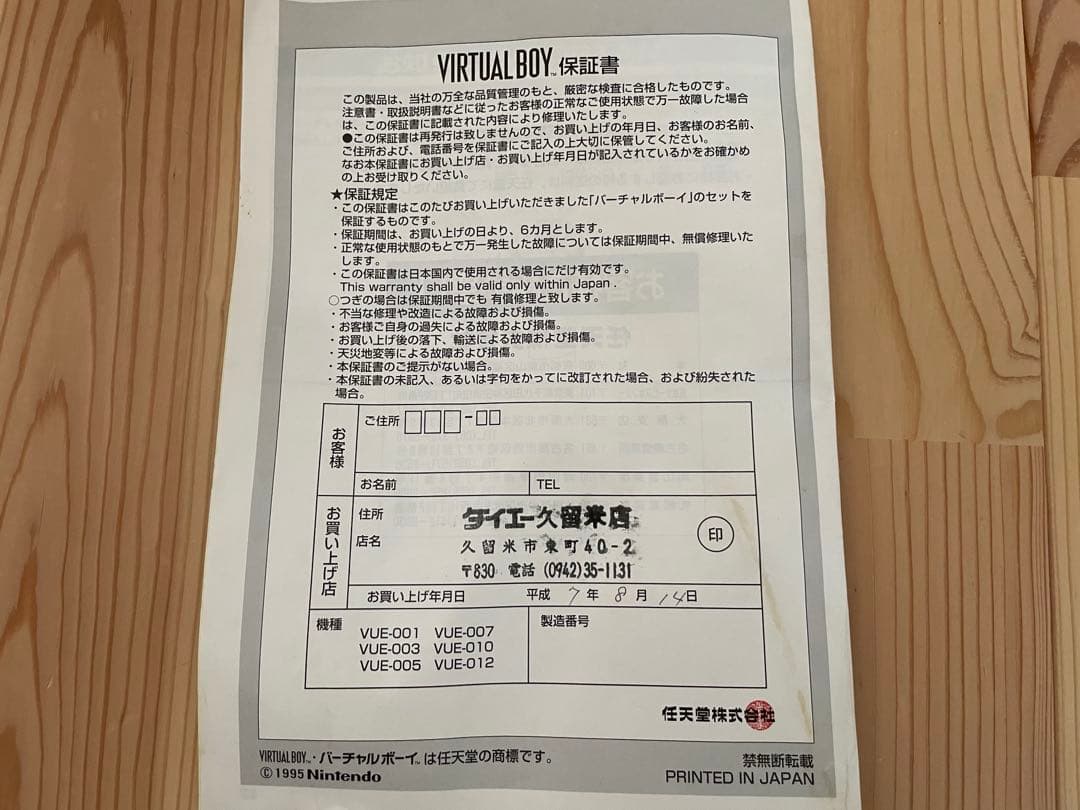 VIRTUAL BOY™ 保証書
この製品は、当社の万全な品質管理のもと、厳密な検査に合格したものです。
注意書・取扱説明書などに従ったお客様の正常なご使用状態で万一故障した場合
は、この保証書に記載された内容により修理いたします。
●この保証書は再発行は致しませんので、お買い上げの年月日、お客様のお名前、
ご住所および、電話番号を保証書にご記入の上大切に保管してください。
なお本保証書にお買い上げ店・お買い上げ年月日が記入されているかをお確かめ
の上お受け取りください。
★保証規定
・この保証書はこのたびお買い上げいただきました「バーチャルボーイ」のセットを
保証するものです。
・保証期間は、お買い上げの日より、6カ月とします。
・正常な使用状態のもとで万一発生した故障については保証期間中、無償修理いた
します。
・この保証書は日本国内で使用される場合にだけ有効です。
This warranty shall be valid only within Japan .
○つぎの場合は保証期間中でも 有償修理と致します。
・不当な修理や改造による故障および損傷。
・お客様ご自身の過失による故障および損傷。
・お買い上げ後の落下、輸送による故障および損傷。
・天災地変等による故障および損傷。
・本保証書のご提示がない場合。
・本保証書の未記入、あるいは字句をかってに改訂された場合、および紛失された
場合。
お客様
ご住所 □□□-□□
お名前 TEL
お買い上げ店
住所 ダイエー久留米店
店名 久留米市東町40-2
〒830 電話 (0942)35-1131
印
お買い上げ年月日 平成 7 年 8 月 14 日
機種
VUE-001 VUE-007
VUE-003 VUE-010
VUE-005 VUE-012
製造番号
任天堂株式会社
VIRTUAL BOY™・バーチャルボーイ™ は任天堂の商標です。
© 1995 Nintendo
禁無断転載
PRINTED IN JAPAN